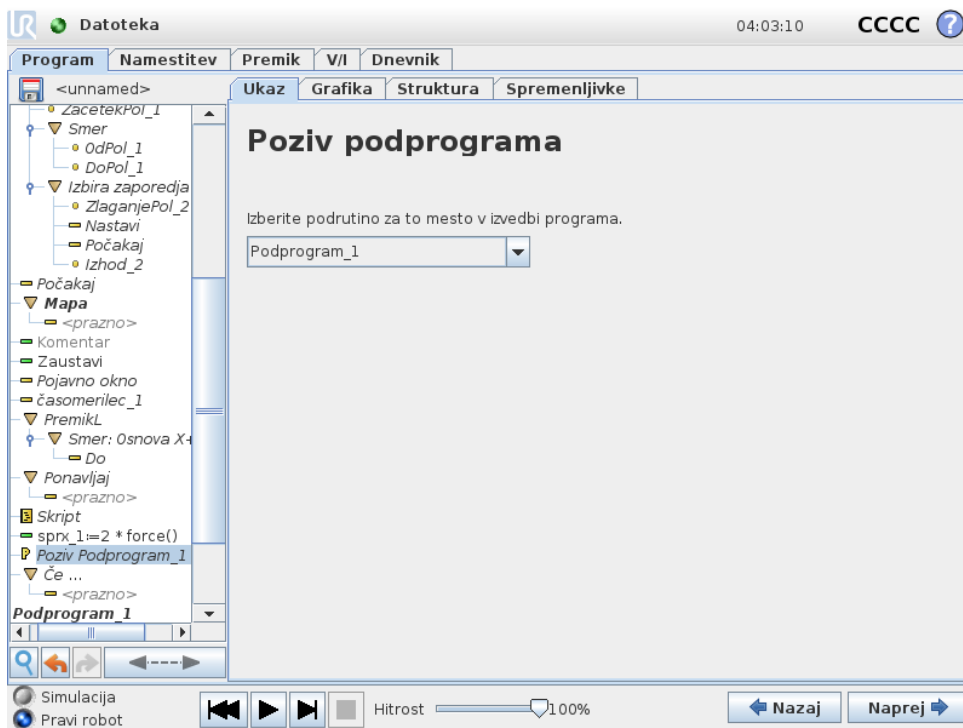 UR Datoteka 04:03:10 CCCC ?
Program Namestitev Premik V/I Dnevnik
<unnamed>
Ukaz Grafika Struktura Spremenljivke
ZacetekPol_1
Smer
OdPol_1
DoPol_1
Izbira zaporedja
ZlaganjePol_2
Nastavi
Počakaj
Izhod_2
Počakaj
Mapa
<prazno>
Komentar
Zaustavi
Pojavno okno
časomerilec_1
PremikL
Smer: Osnova X+
Do
Ponavljaj
<prazno>
Skript
sprx_1:=2 * force()
Poziv Podprogram_1
Če ...
<prazno>
Podprogram_1
Poziv podprograma
Izberite podrutino za to mesto v izvedbi programa.
Podprogram_1
Simulacija
Pravi robot
Hitrost 100%
Nazaj Naprej